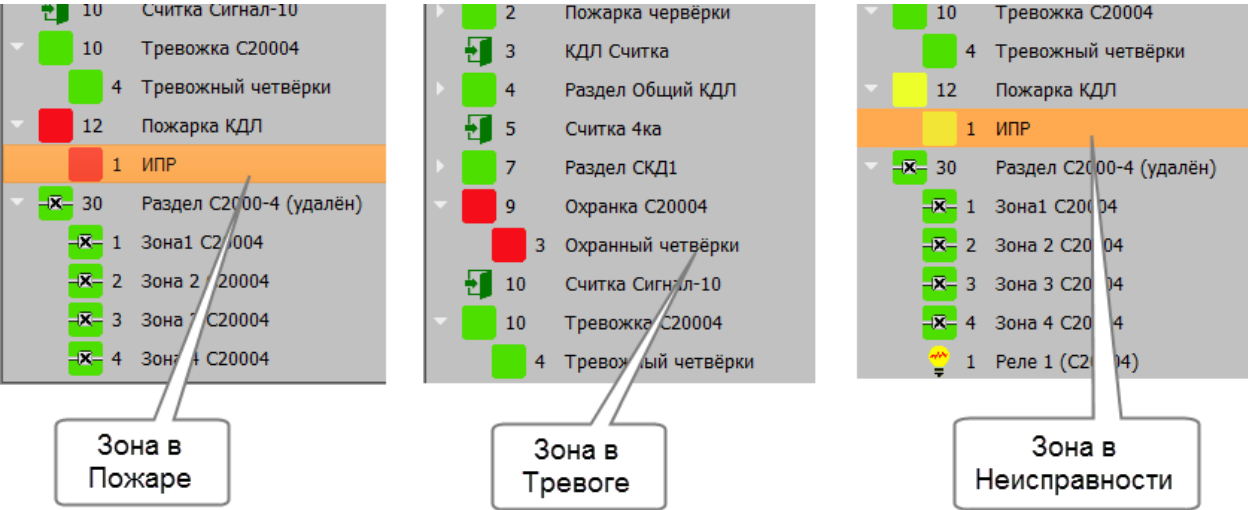 10 Считка Сигнал-10
10 Тревожка С20004
4 Тревожный четвёрки
12 Пожарка КДЛ
1 ИПР
30 Раздел С2000-4 (удалён)
1 Зона1 С20004
2 Зона 2 С20004
3 Зона 3 С20004
4 Зона 4 С20004
Зона в
Пожаре
2 Пожарка червёрки
3 КДЛ Считка
4 Раздел Общий КДЛ
5 Считка 4ка
7 Раздел СКД1
9 Охранка С20004
3 Охранный четвёрки
10 Считка Сигнал-10
10 Тревожка С20004
4 Тревожный четвёрки
Зона в
Тревоге
10 Тревожка С20004
4 Тревожный четвёрки
12 Пожарка КДЛ
1 ИПР
30 Раздел С2000-4 (удалён)
1 Зона1 С20004
2 Зона 2 С20004
3 Зона 3 С20004
4 Зона 4 С20004
1 Реле 1 (С20004)
Зона в
Неисправности